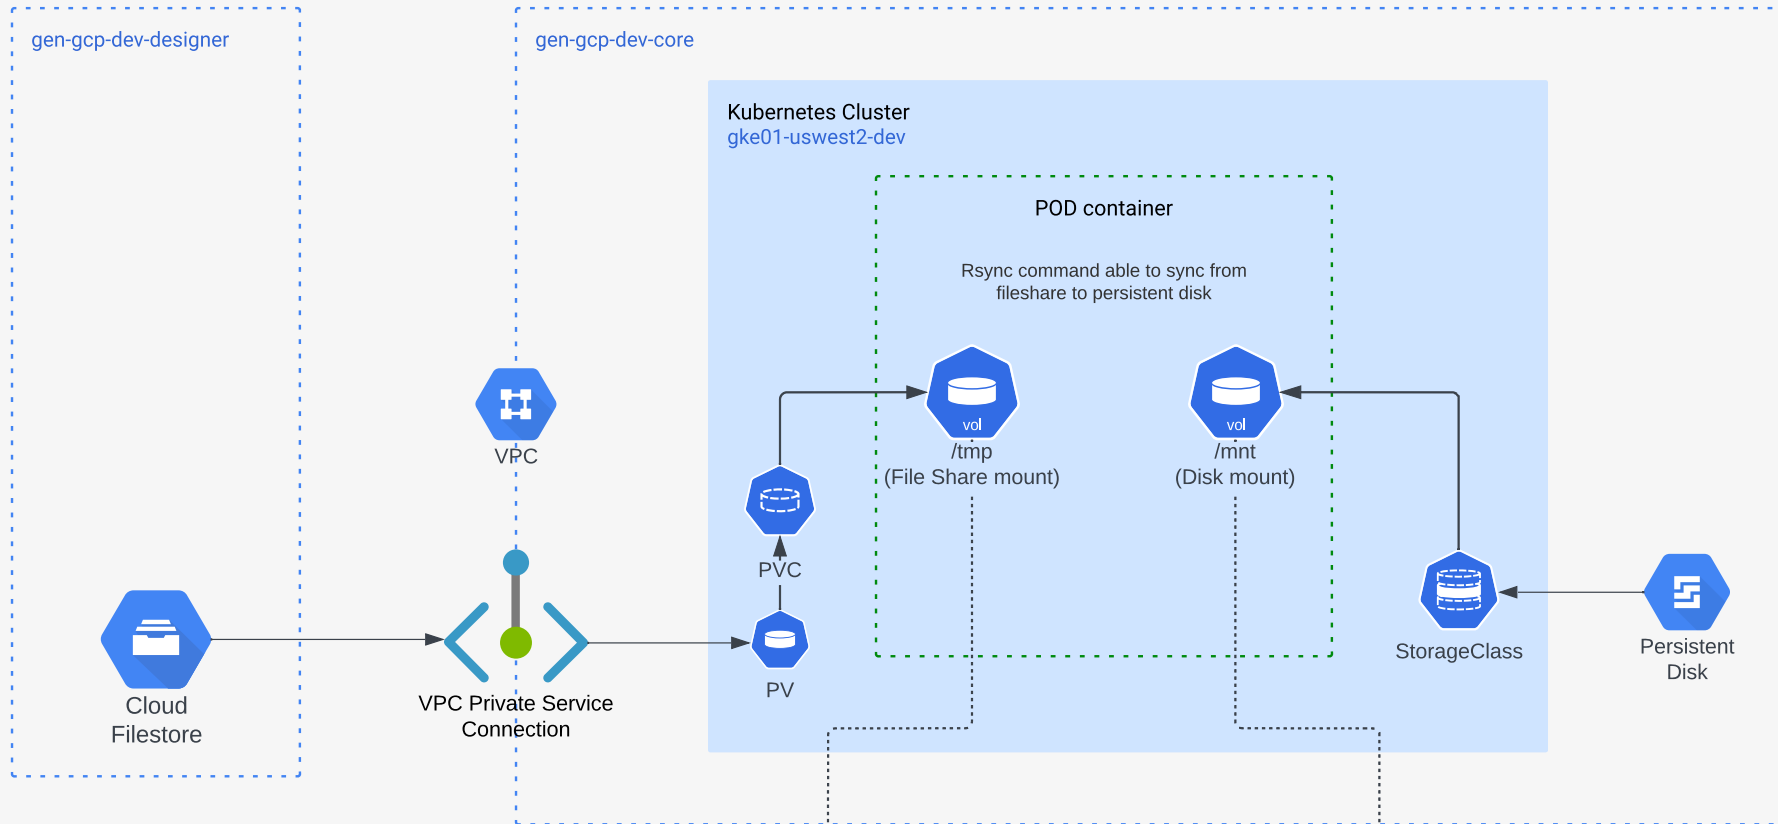 gen-gcp-dev-designer
gen-gcp-dev-core
Kubernetes Cluster
gke01-uswest2-dev
POD container
Rsync command able to sync from
fileshare to persistent disk
vol
/tmp
(File Share mount)
vol
/mnt
(Disk mount)
VPC
PVC
PV
StorageClass
Persistent
Disk
Cloud
Filestore
VPC Private Service
Connection